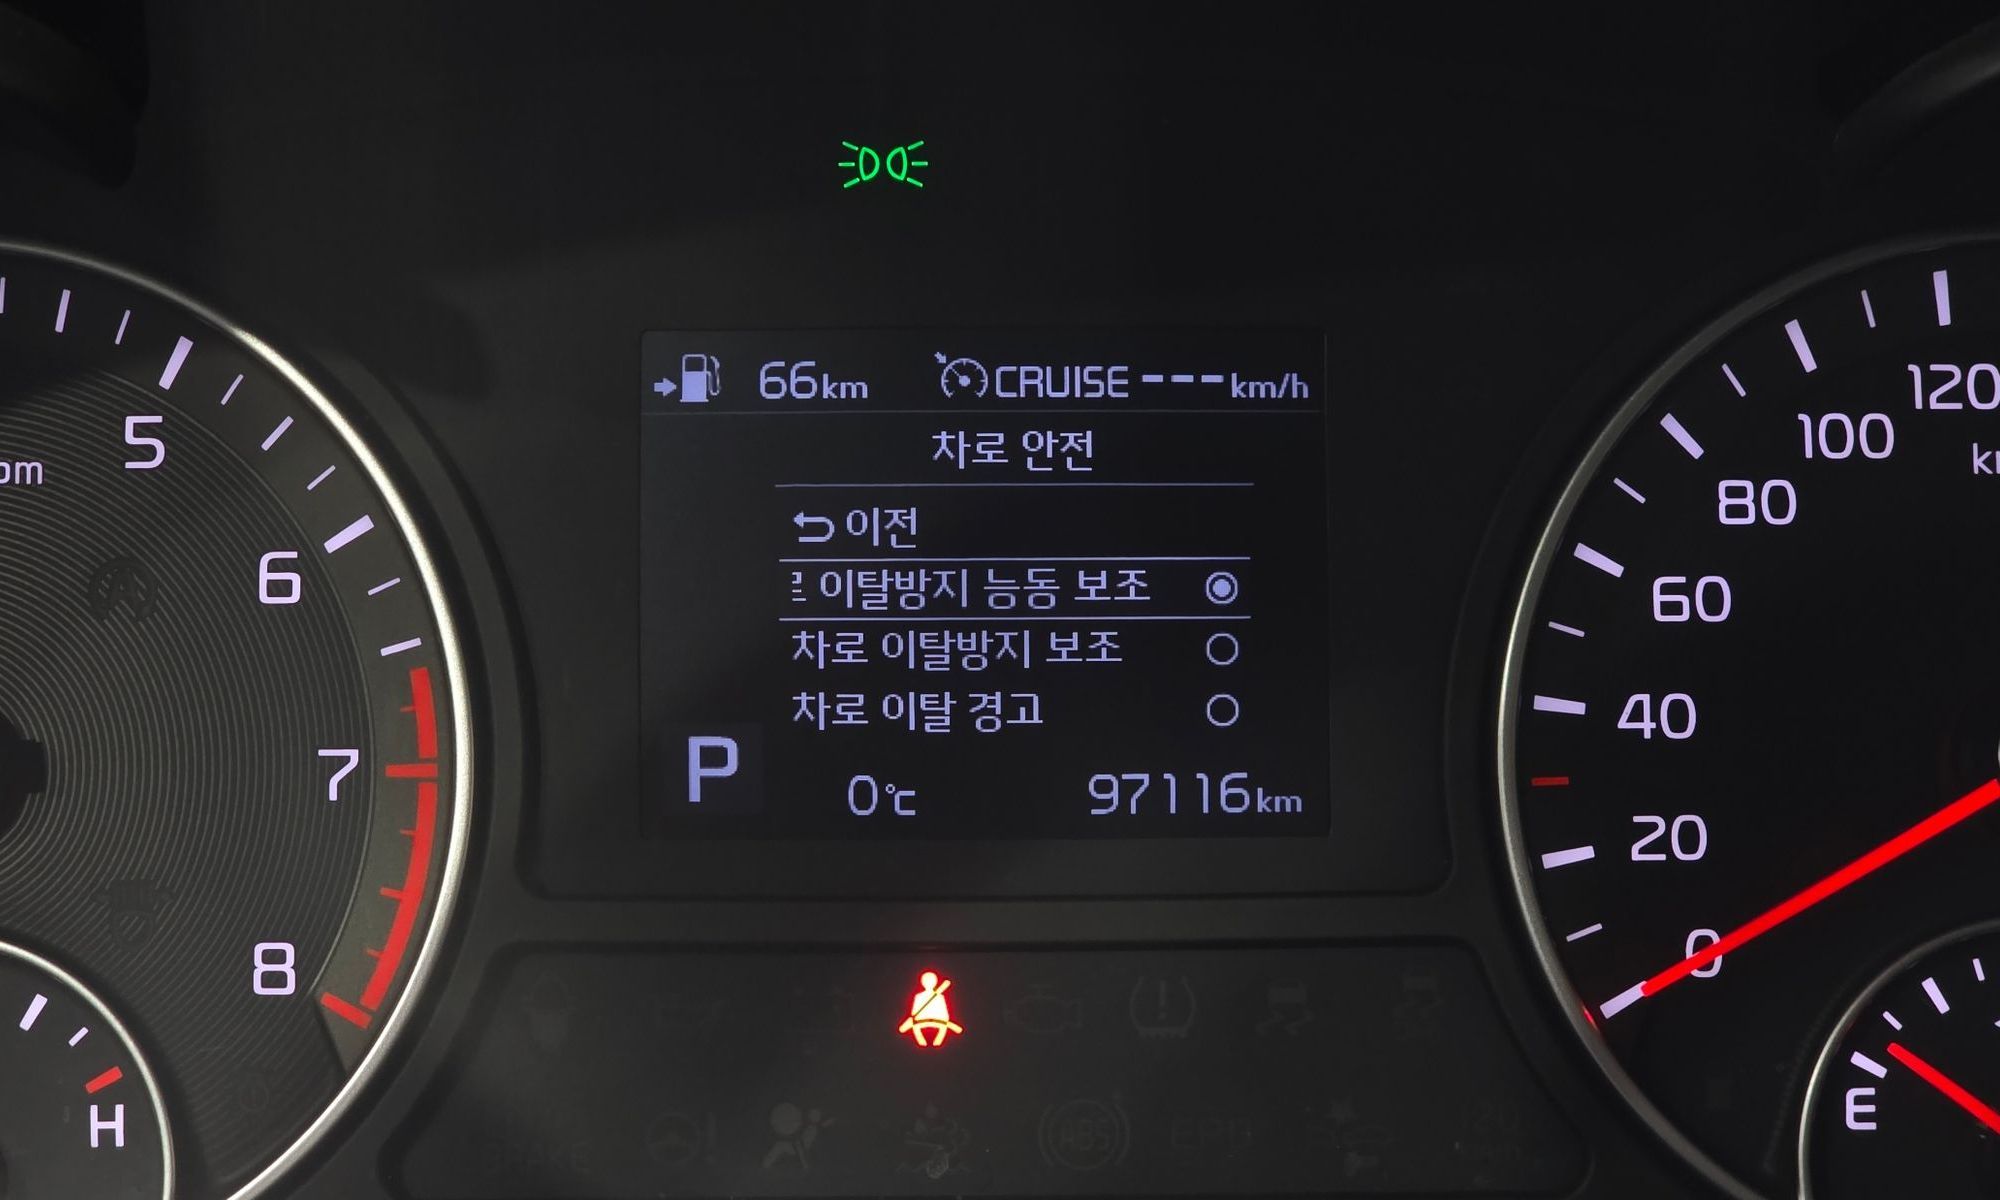 66km CRUISE ---km/h
차로 안전
이전
이탈방지 능동 보조
차로 이탈방지 보조
차로 이탈 경고
P 0℃ 97116km
5
6
7
8
H
120
100
80
60
40
20
0
E
ABS